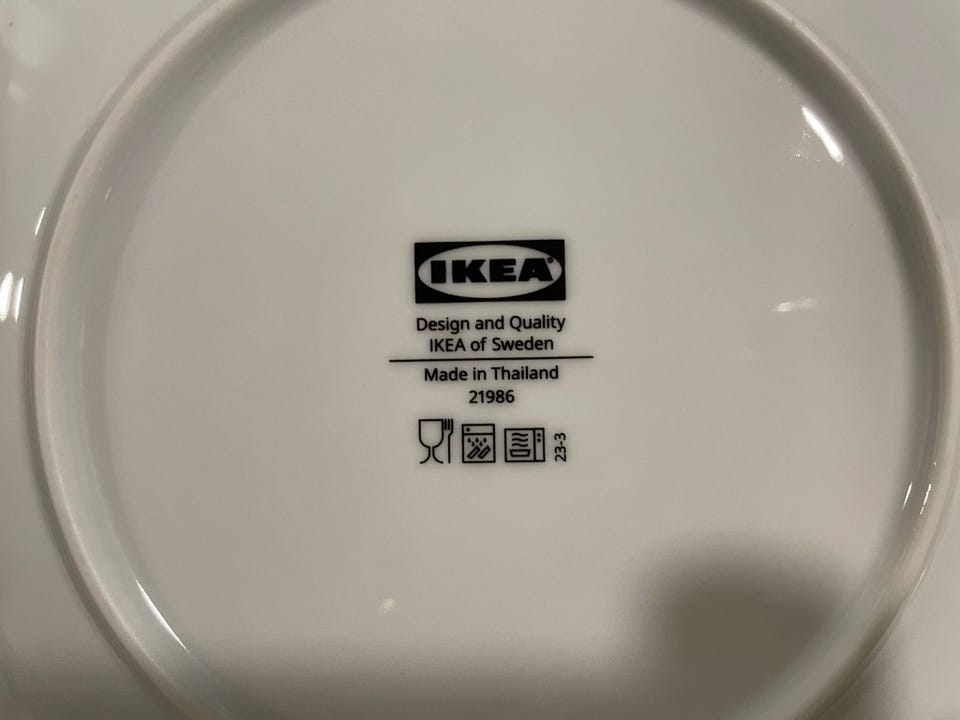 IKEA®
Design and Quality
IKEA of Sweden
Made in Thailand
21986
23-3